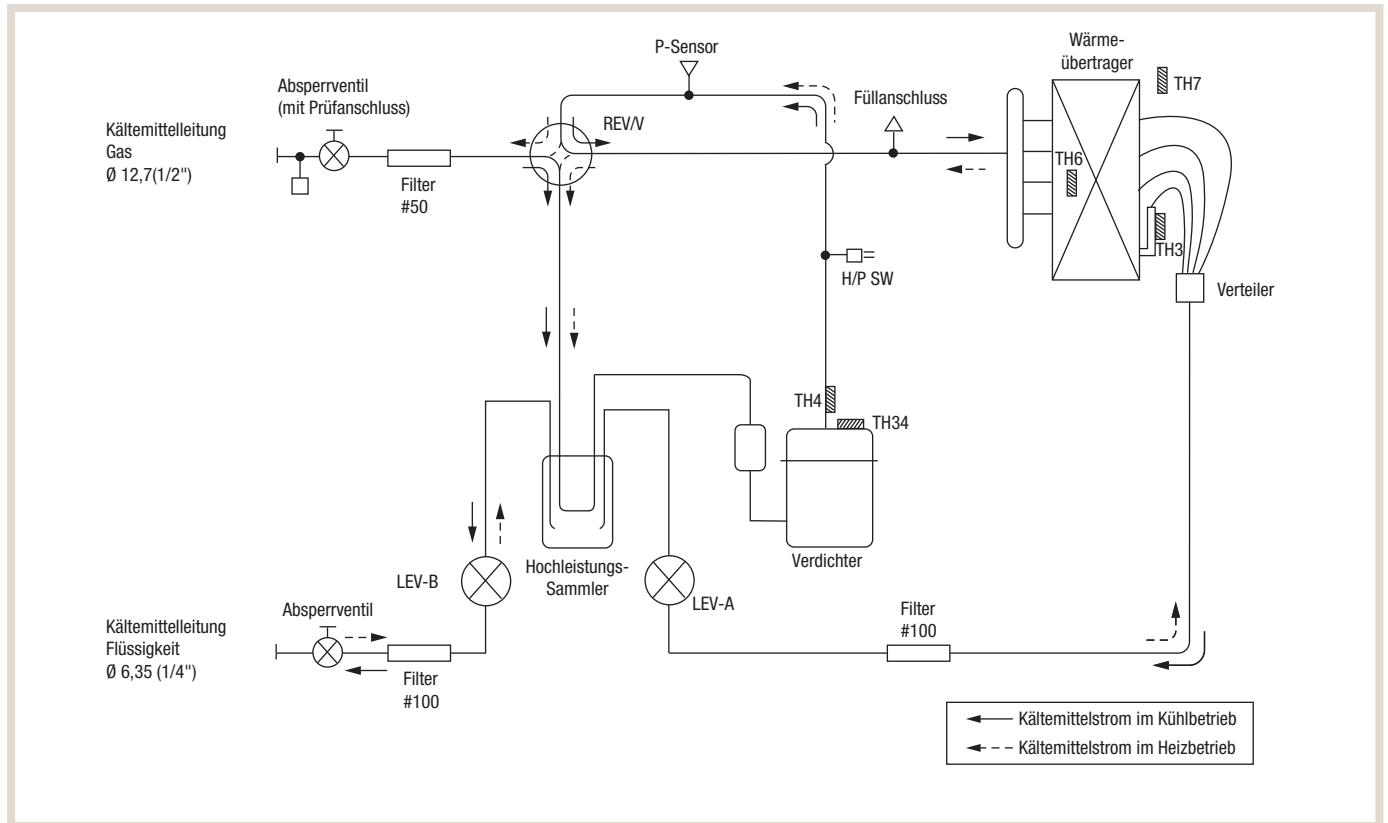 P-Sensor
Wärme-
übertrager
TH7
Absperrventil
(mit Prüfanschluss)
Füllanschluss
Kältemittelleitung
Gas
Ø 12,7(1/2")
REV/V
TH6
Filter
#50
TH3
H/P SW
Verteiler
TH4
TH34
Verdichter
Hochleistungs-
Sammler
LEV-B
LEV-A
Absperrventil
Filter
#100
Kältemittelleitung
Flüssigkeit
Ø 6,35 (1/4")
Filter
#100
Kältemittelstrom im Kühlbetrieb
Kältemittelstrom im Heizbetrieb